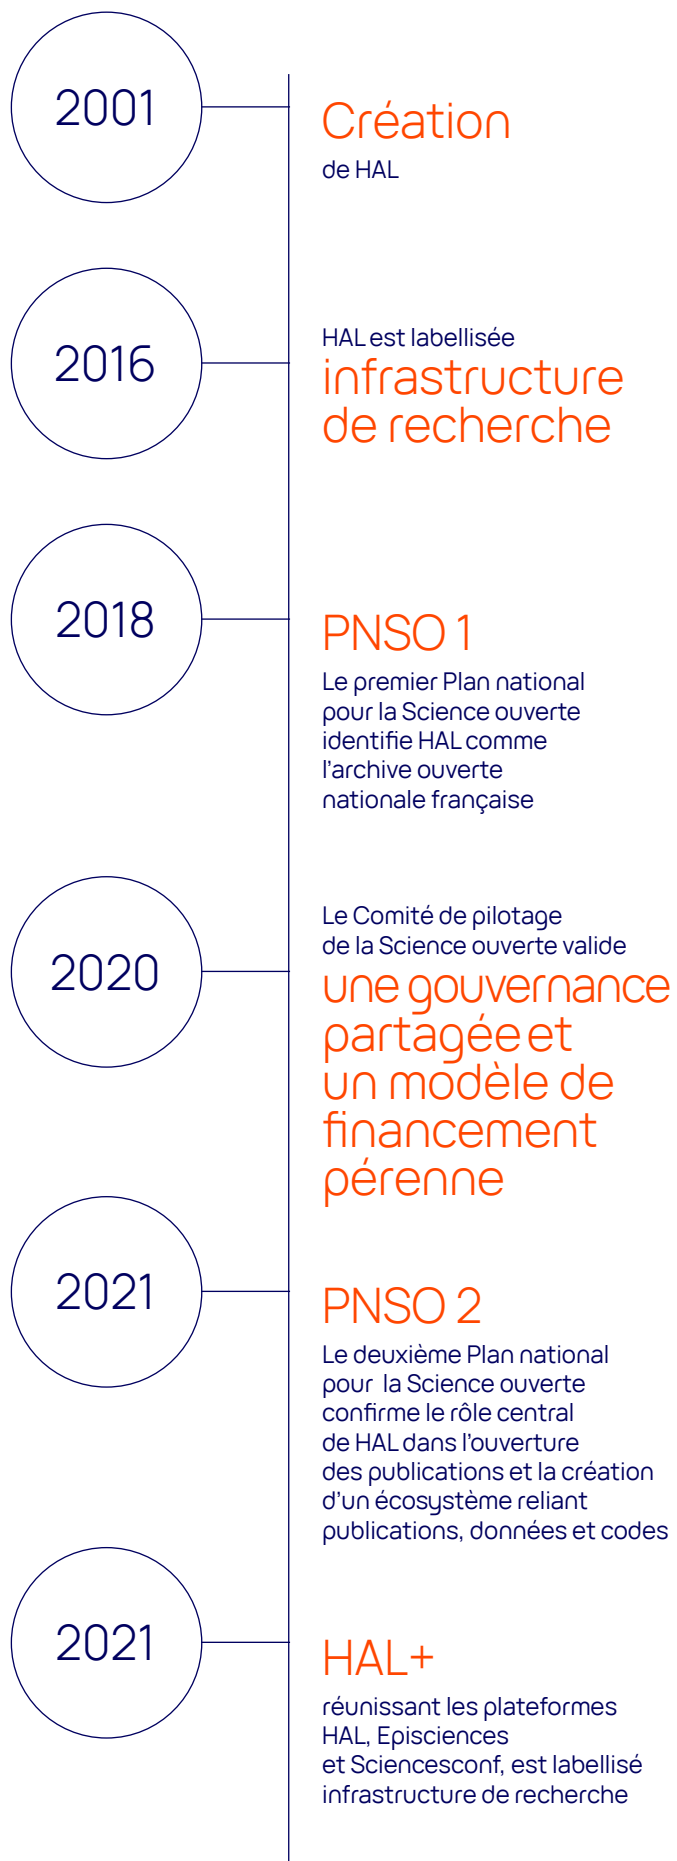 2001
Création
de HAL
2016
HAL est labellisée
infrastructure
de recherche
2018
PNSO 1
Le premier Plan national
pour la Science ouverte
identifie HAL comme
l'archive ouverte
nationale française
2020
Le Comité de pilotage
de la Science ouverte valide
une gouvernance
partagée et
un modèle de
financement
pérenne
2021
PNSO 2
Le deuxième Plan national
pour la Science ouverte
confirme le rôle central
de HAL dans l'ouverture
des publications et la création
d'un écosystème reliant
publications, données et codes
2021
HAL+
réunissant les plateformes
HAL, Episciences
et Sciencesconf, est labellisé
infrastructure de recherche